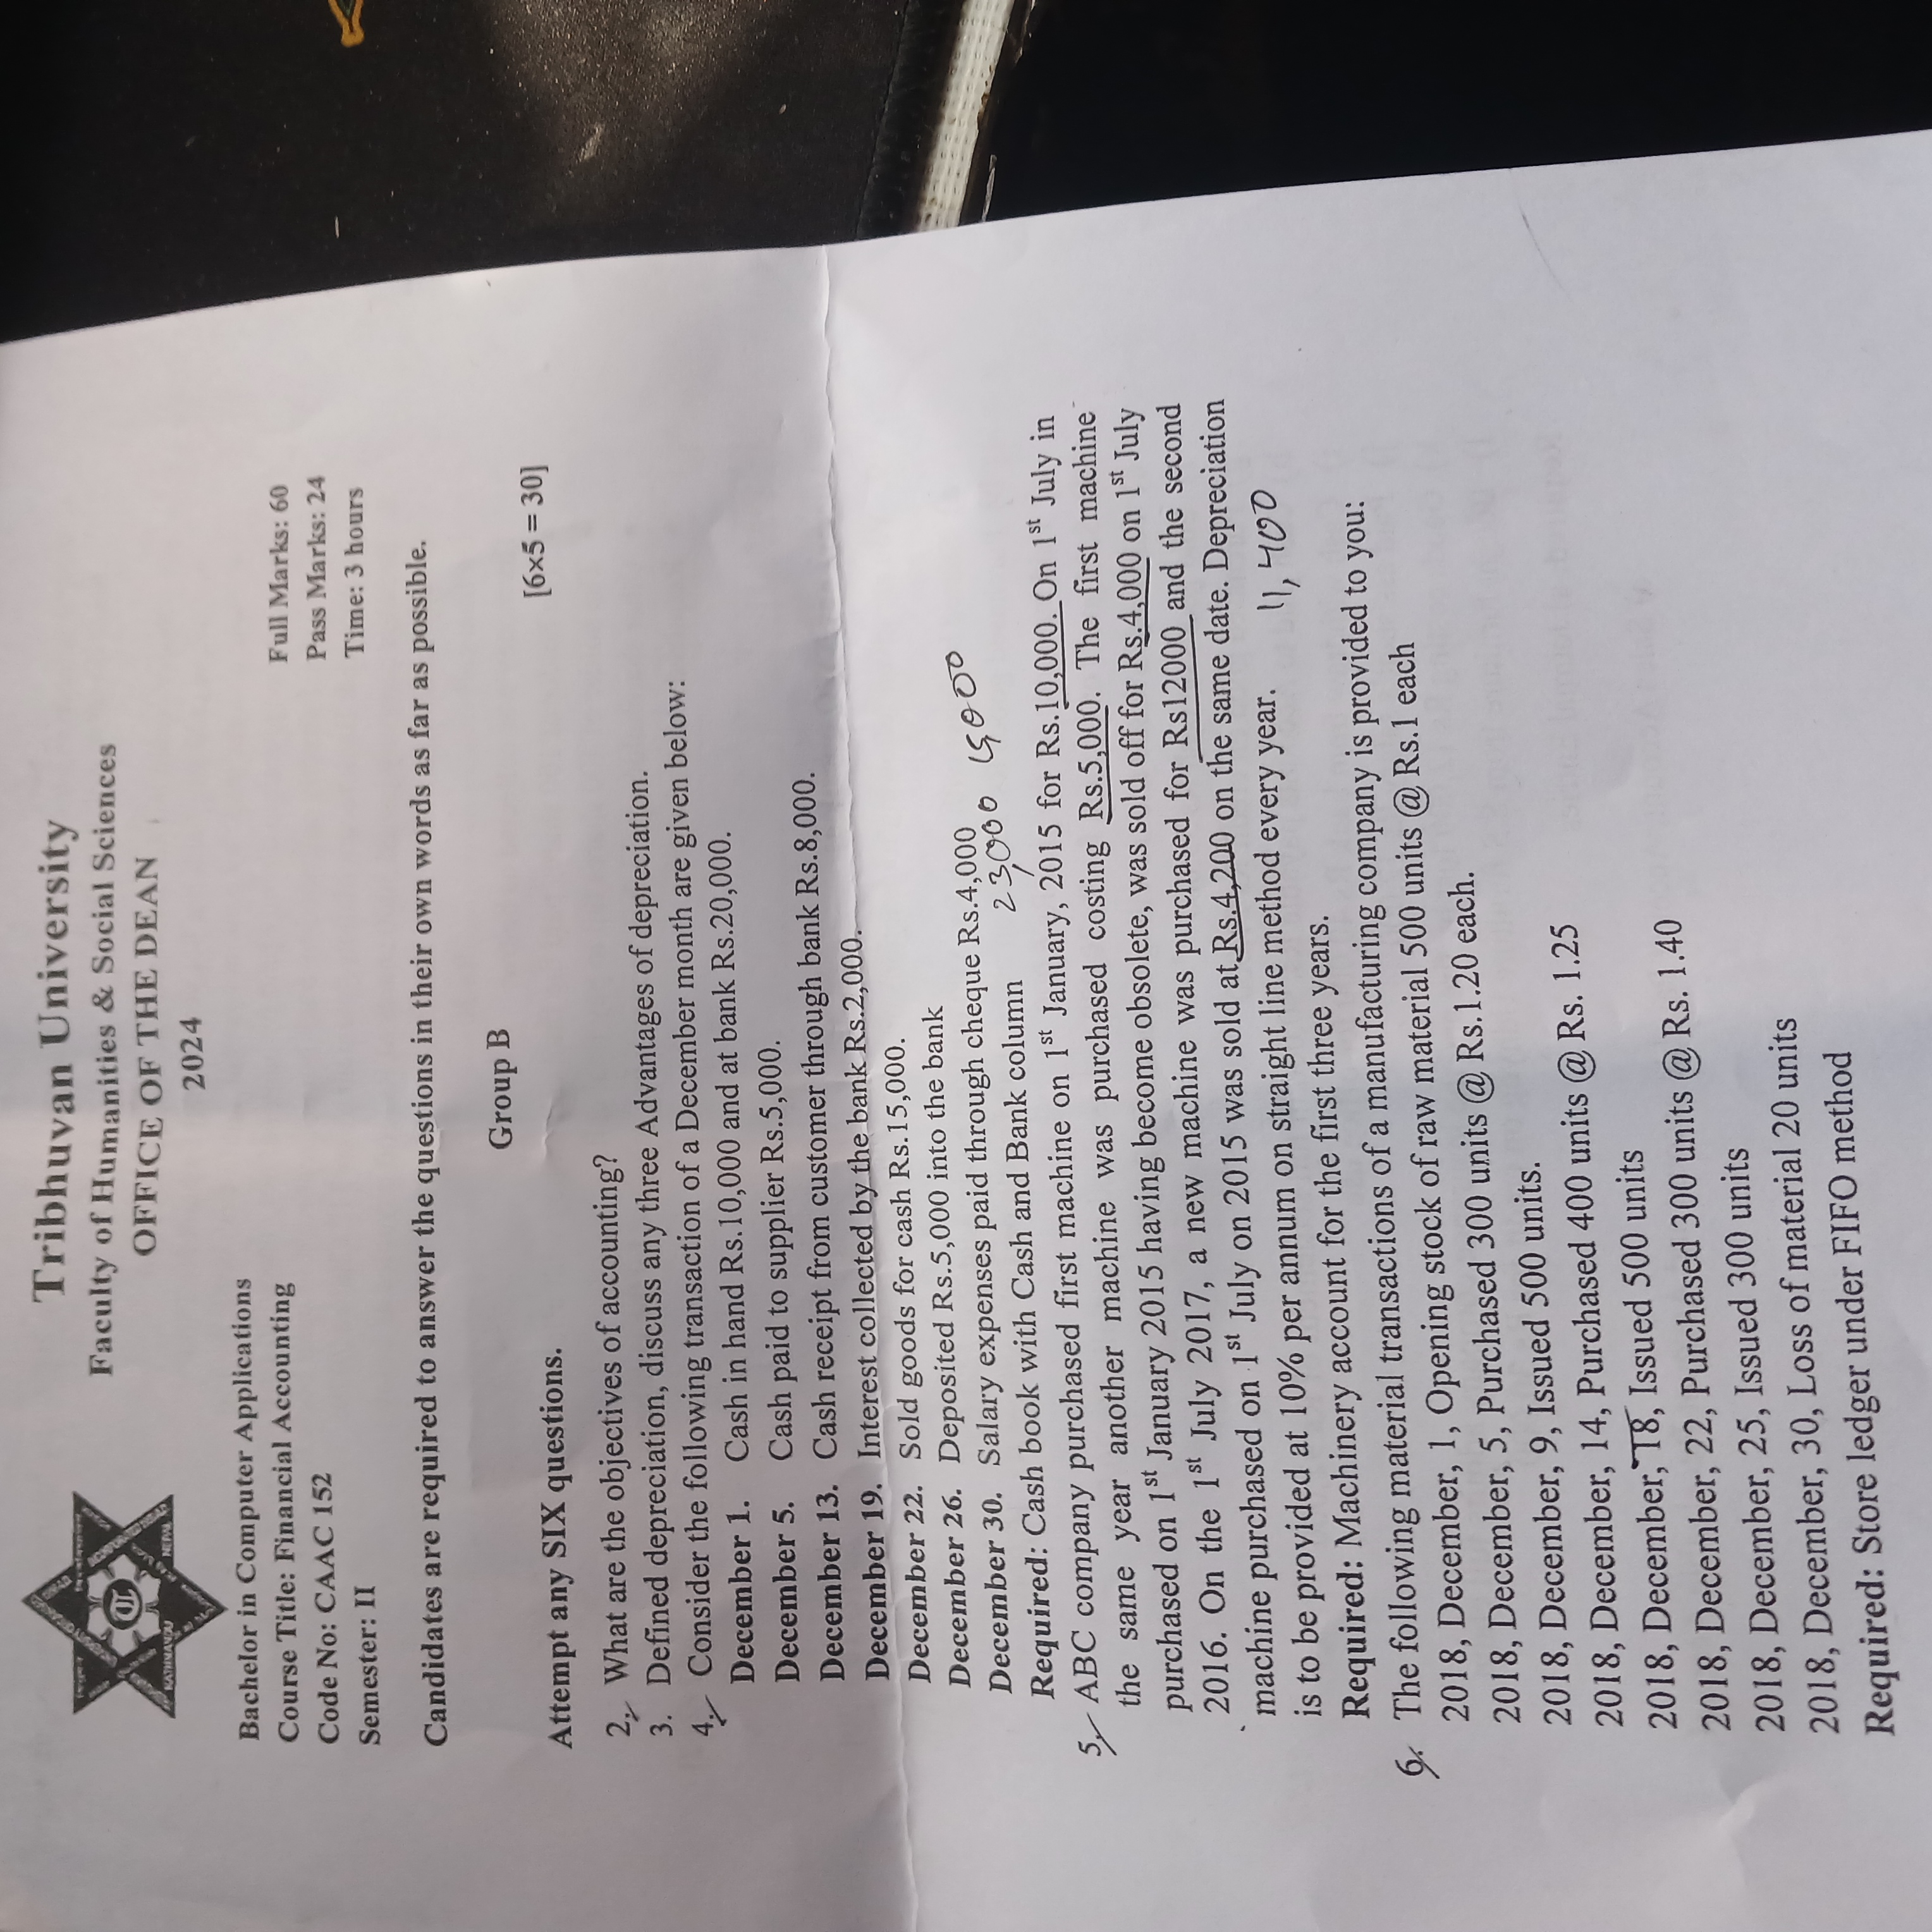 Tribhuvan University
Faculty of Humanities & Social Sciences
OFFICE OF THE DEAN
2024
KATHMANDU NEPAL
Bachelor in Computer Applications
Course Title: Financial Accounting
Code No: CAAC 152
Semester: II
Full Marks: 60
Pass Marks: 24
Time: 3 hours
Candidates are required to answer the questions in their own words as far as possible.
Group B
Attempt any SIX questions.
[6×5 = 30]
2. What are the objectives of accounting?
3. Defined depreciation, discuss any three Advantages of depreciation.
4. Consider the following transaction of a December month are given below:
December 1. Cash in hand Rs.10,000 and at bank Rs.20,000.
December 5. Cash paid to supplier Rs.5,000.
December 13. Cash receipt from customer through bank Rs.8,000.
December 19. Interest collected by the bank Rs.2,000.
December 22. Sold goods for cash Rs.15,000.
December 26. Deposited Rs.5,000 into the bank
December 30. Salary expenses paid through cheque Rs.4,000
Required: Cash book with Cash and Bank column 23,000 15000
5. ABC company purchased first machine on 1st January, 2015 for Rs.10,000. On 1st July in
the same year another machine was purchased costing Rs.5,000. The first machine
purchased on 1st January 2015 having become obsolete, was sold off for Rs.4,000 on 1st July
2016. On the 1st July 2017, a new machine was purchased for Rs12000 and the second
machine purchased on 1st July on 2015 was sold at Rs.4,200 on the same date. Depreciation
is to be provided at 10% per annum on straight line method every year. 11,400
Required: Machinery account for the first three years.
6. The following material transactions of a manufacturing company is provided to you:
2018, December, 1, Opening stock of raw material 500 units @ Rs.1 each
2018, December, 5, Purchased 300 units @ Rs.1.20 each.
2018, December, 9, Issued 500 units.
2018, December, 14, Purchased 400 units @ Rs. 1.25
2018, December, 18, Issued 500 units
2018, December, 22, Purchased 300 units @ Rs. 1.40
2018, December, 25, Issued 300 units
2018, December, 30, Loss of material 20 units
Required: Store ledger under FIFO method